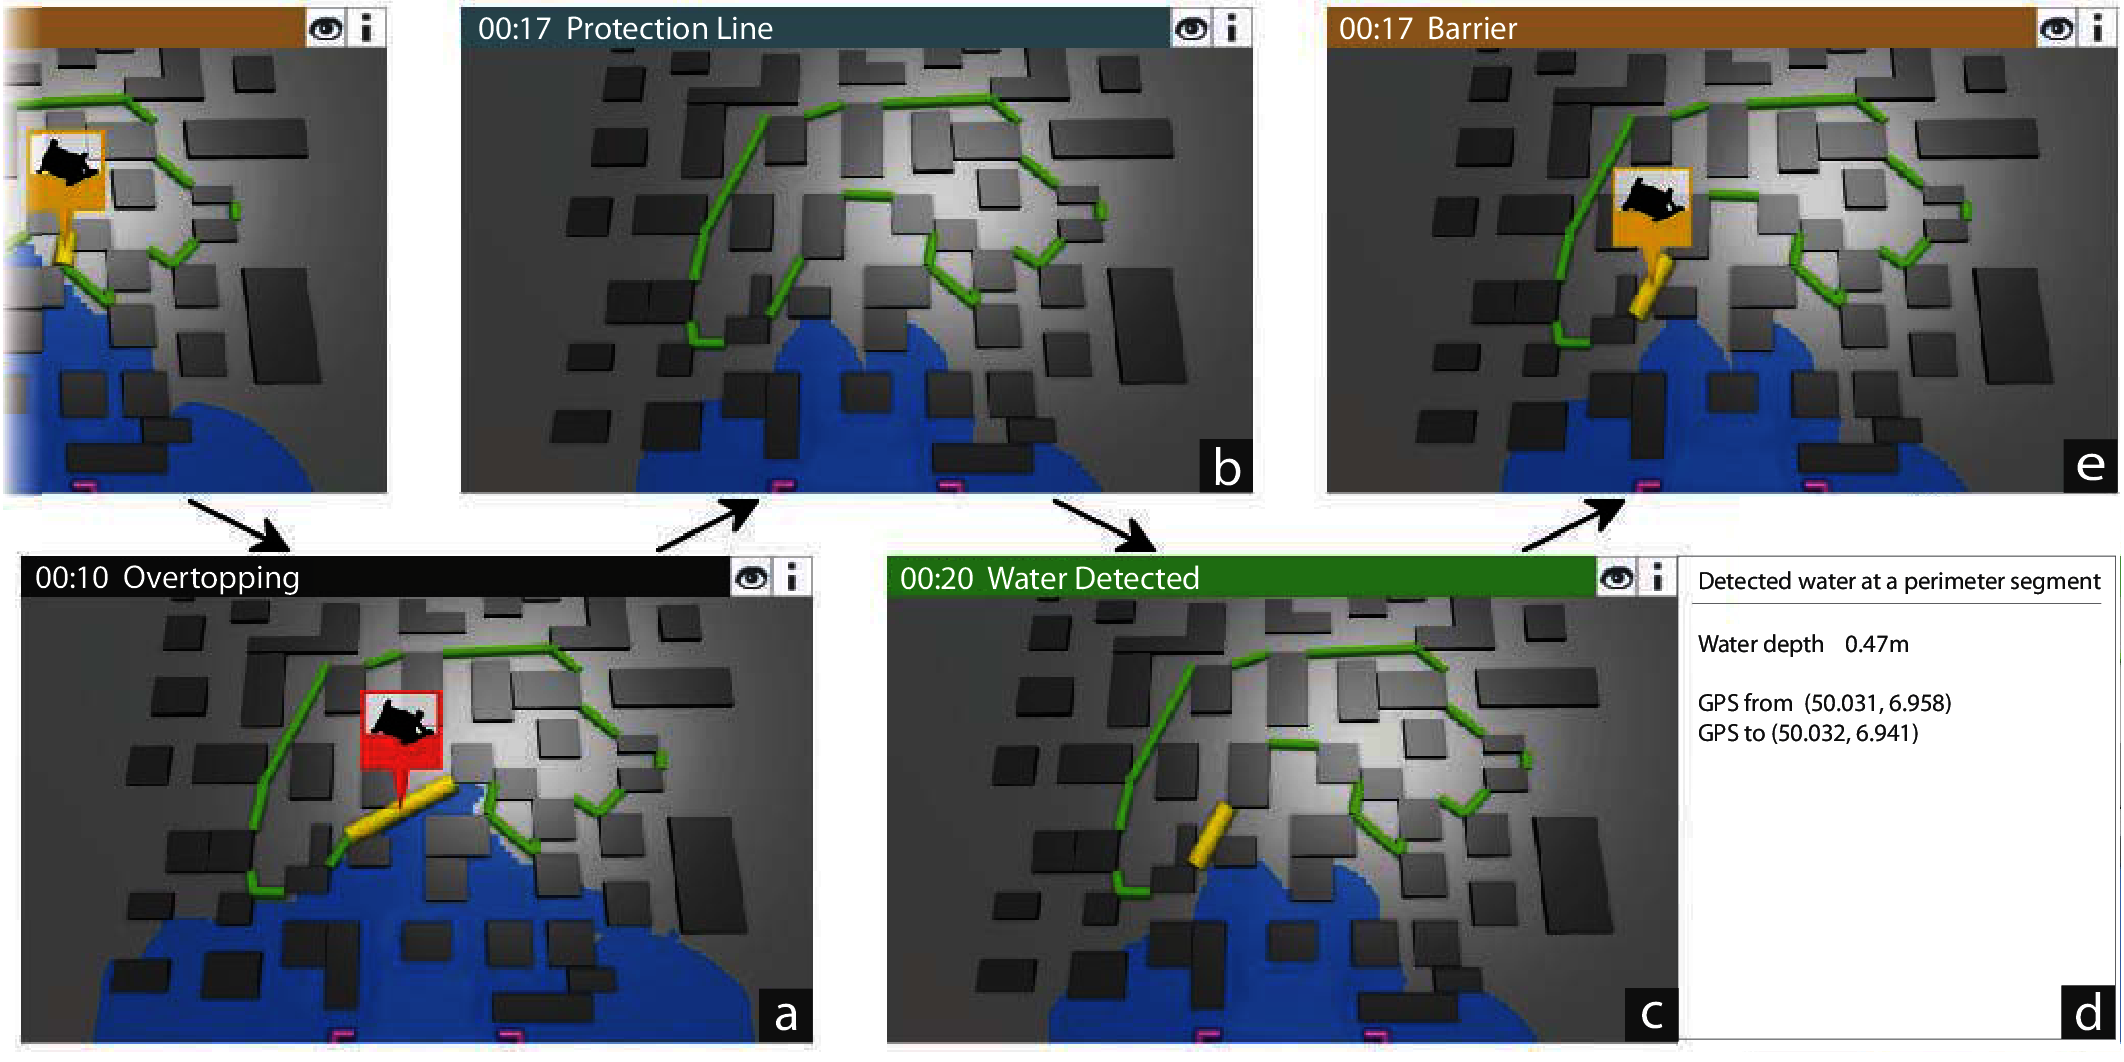 00:17 Protection Line
b
00:17 Barrier
e
00:10 Overtopping
a
00:20 Water Detected
c
Detected water at a perimeter segment
Water depth 0.47m
GPS from (50.031, 6.958)
GPS to (50.032, 6.941)
d